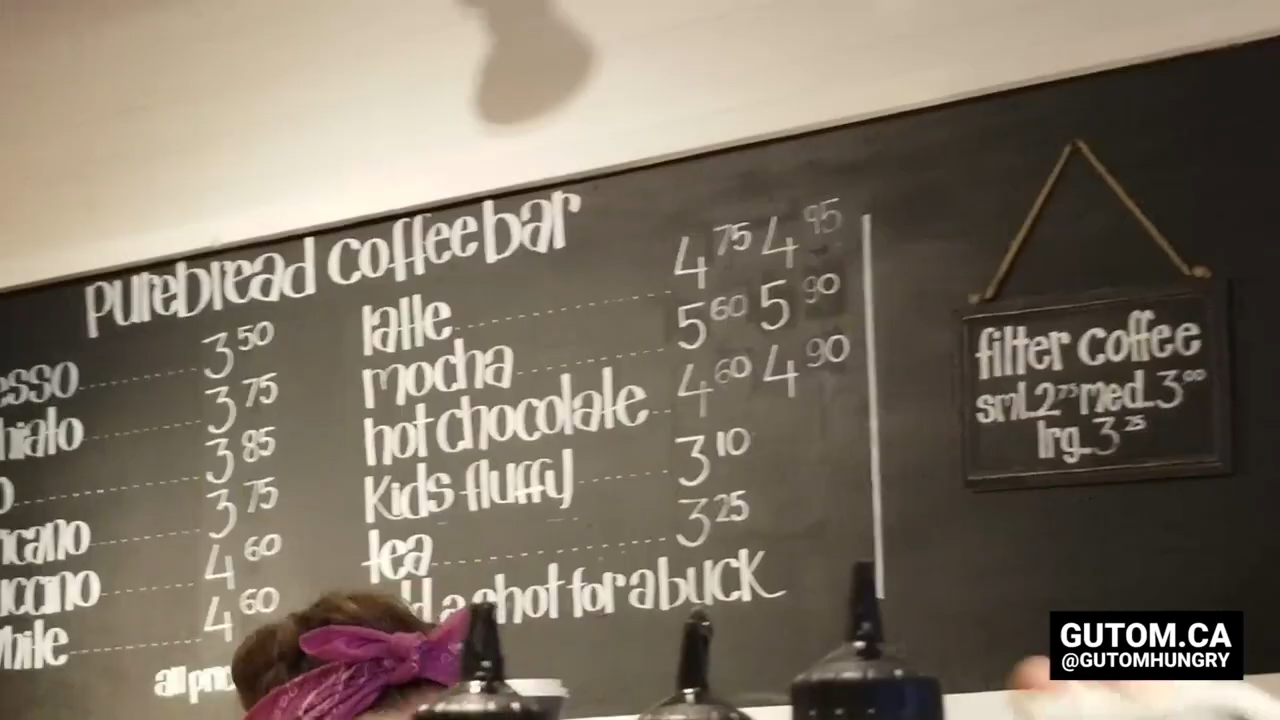 purebread coffee bar
esso 3 50
hiato 3 75
o 3 85
icano 3 75
uccino 4 60
hite 4 60
all pric
latte 4 75 4 95
mocha 5 60 5 90
hot chocolate 4 60 4 90
kids fluffy 3 10
tea 3 25
d a shot for a buck
filter coffee
sml. 2 75 med. 3 00
lrg. 3 25
GUTOM.CA
@GUTOMHUNGRY